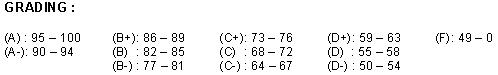 GRADING :
(A) : 95 – 100 (B+): 86 – 89 (C+): 73 – 76 (D+): 59 – 63 (F): 49 – 0
(A-): 90 – 94 (B) : 82 – 85 (C) : 68 – 72 (D) : 55 – 58
(B-) : 77 – 81 (C-) : 64 – 67 (D-) : 50 – 54